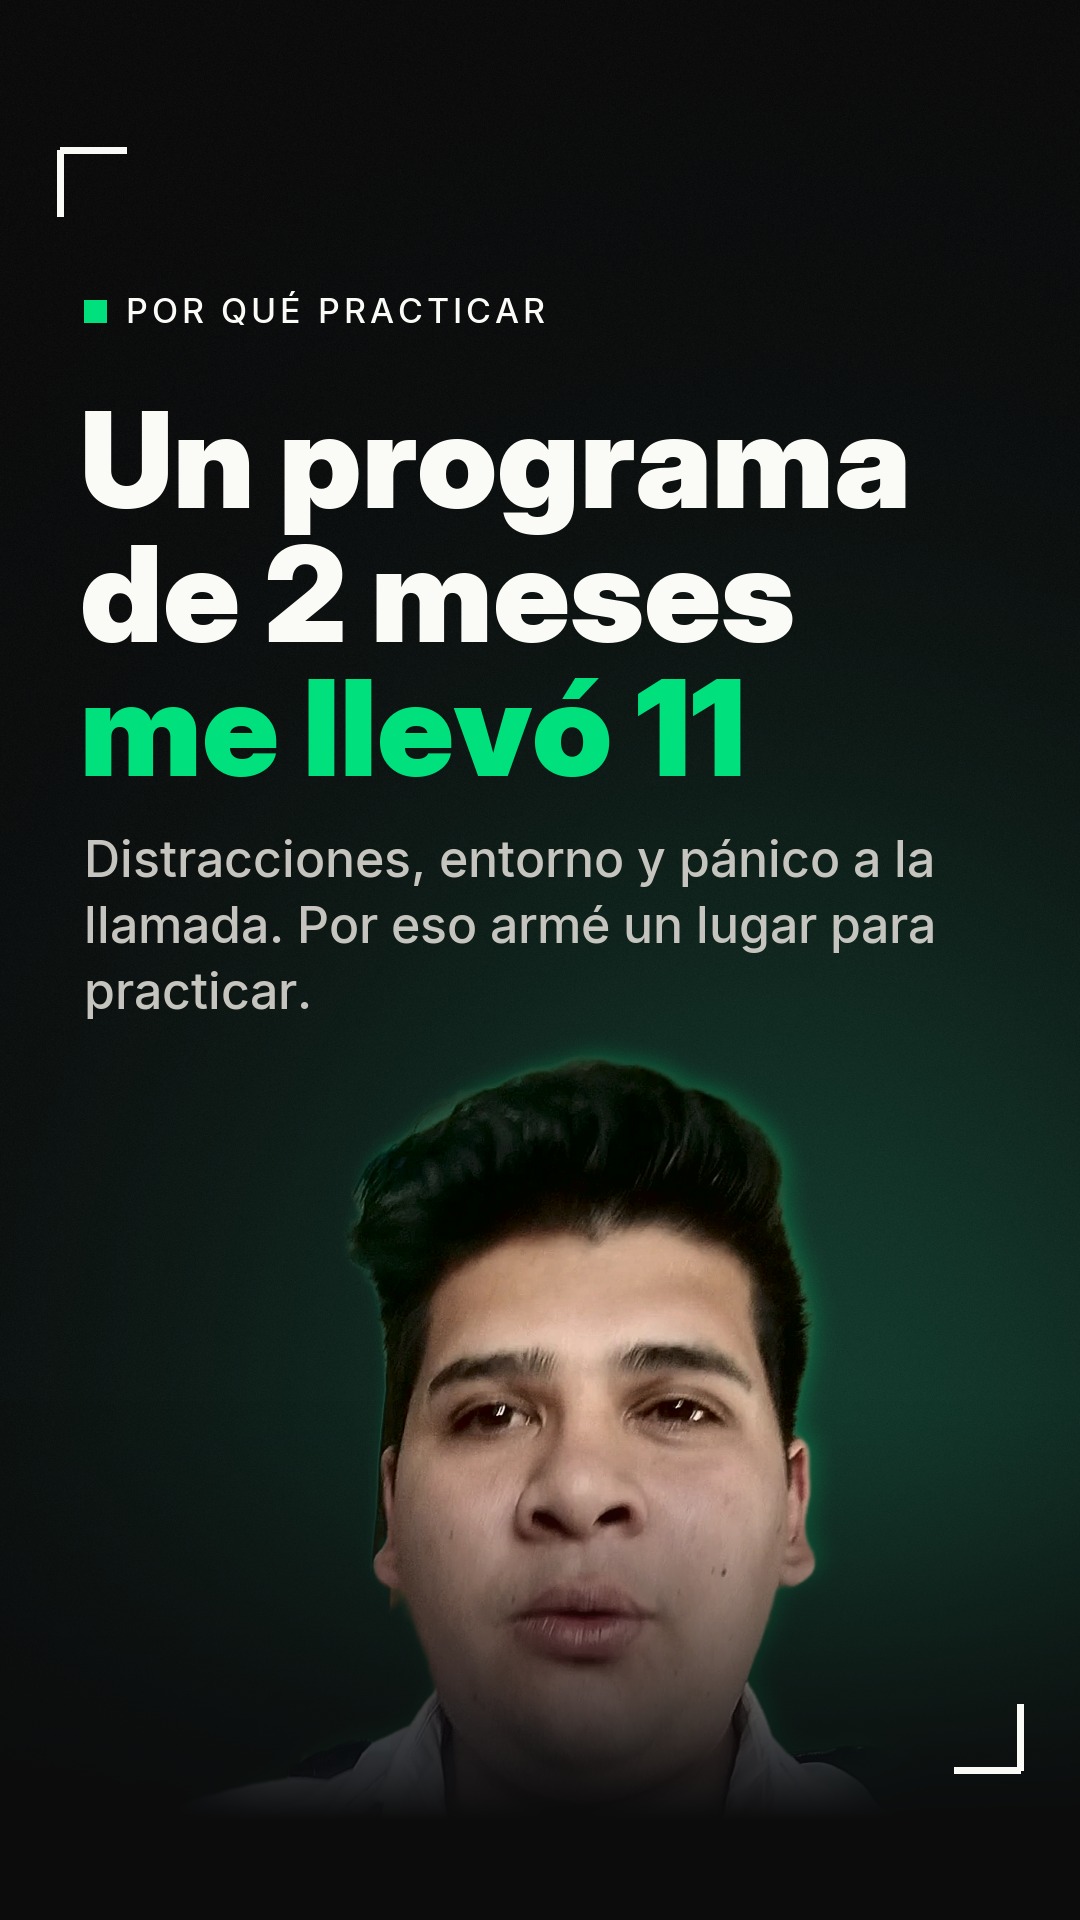 POR QUÉ PRACTICAR
Un programa
de 2 meses
me llevó 11
Distracciones, entorno y pánico a la
llamada. Por eso armé un lugar para
practicar.